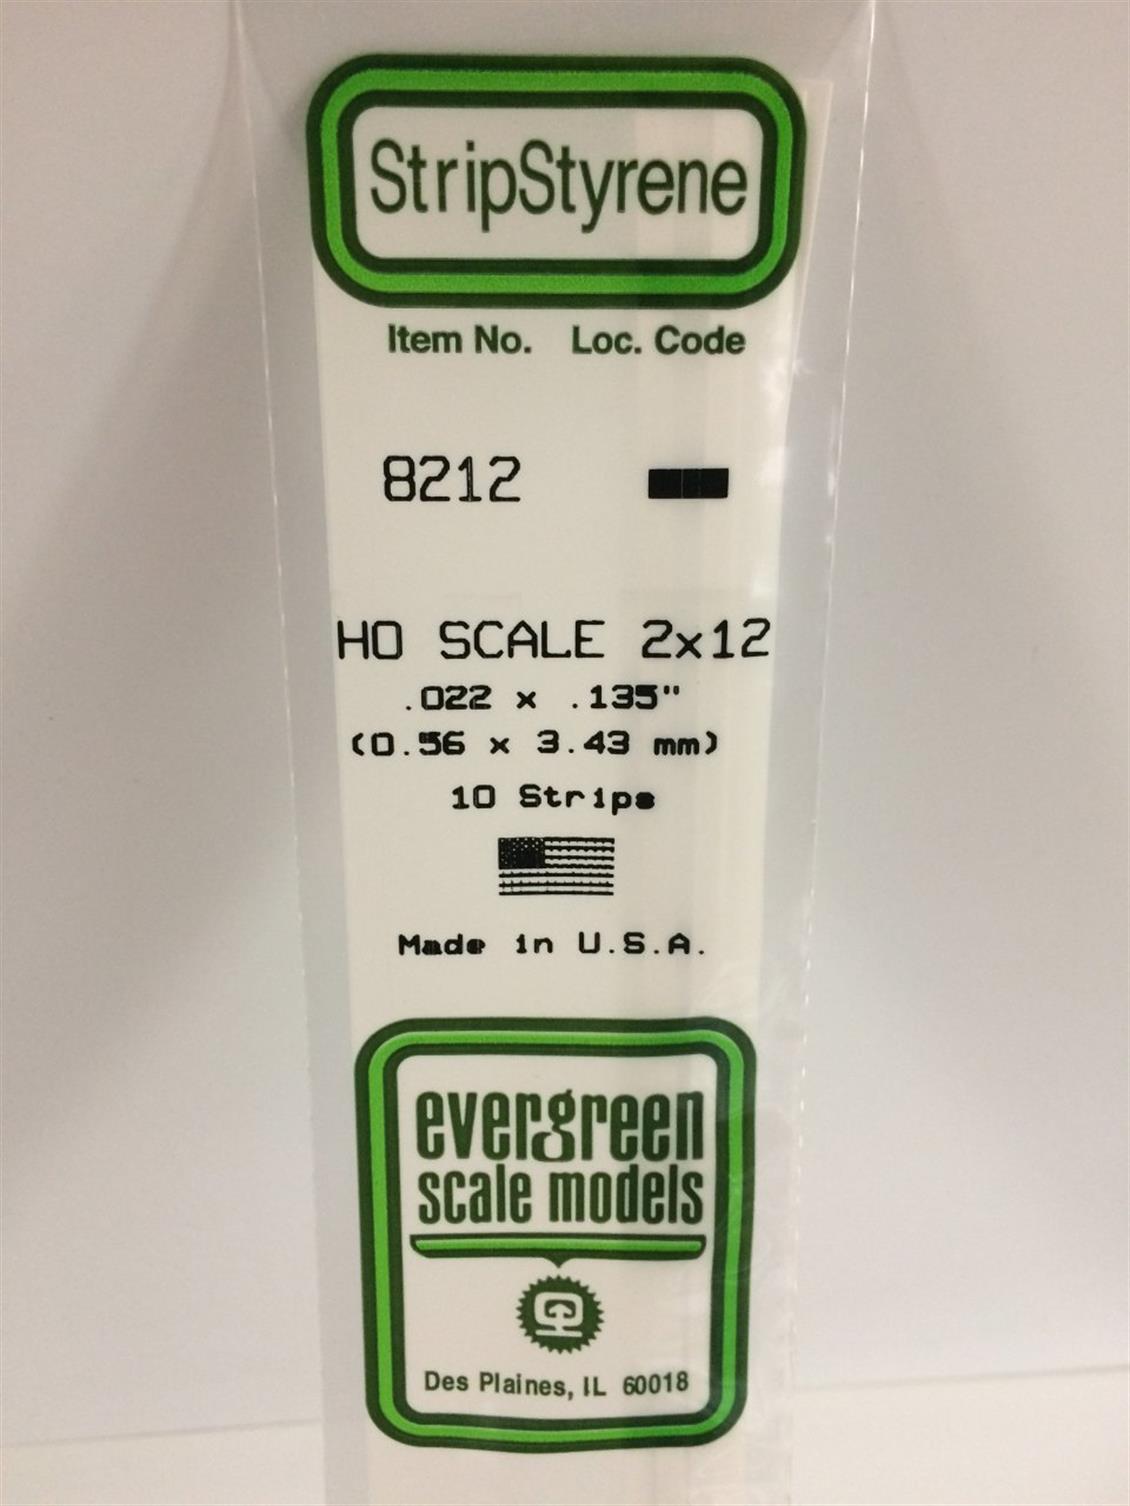 StripStyrene
Item No. Loc. Code
8212
HO SCALE 2x12
.022 x .135"
(0.56 x 3.43 mm)
10 Strips
Made in U.S.A.
evergreen
scale models
Des Plaines, IL 60018